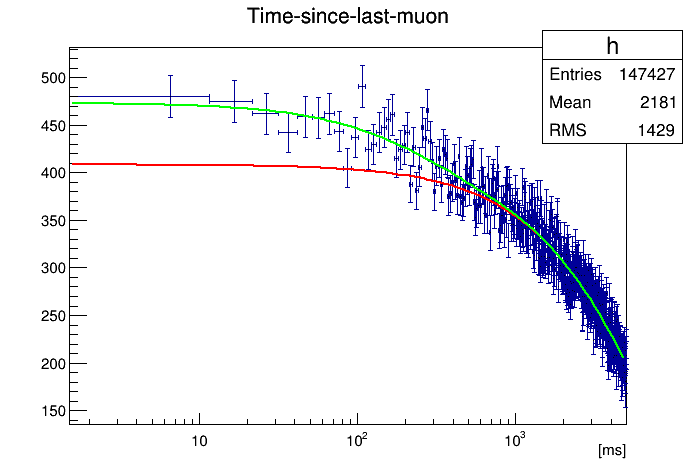 Time-since-last-muon
h
Entries 147427
Mean 2181
RMS 1429
500
450
400
350
300
250
200
150
10
10²
10³
[ms]